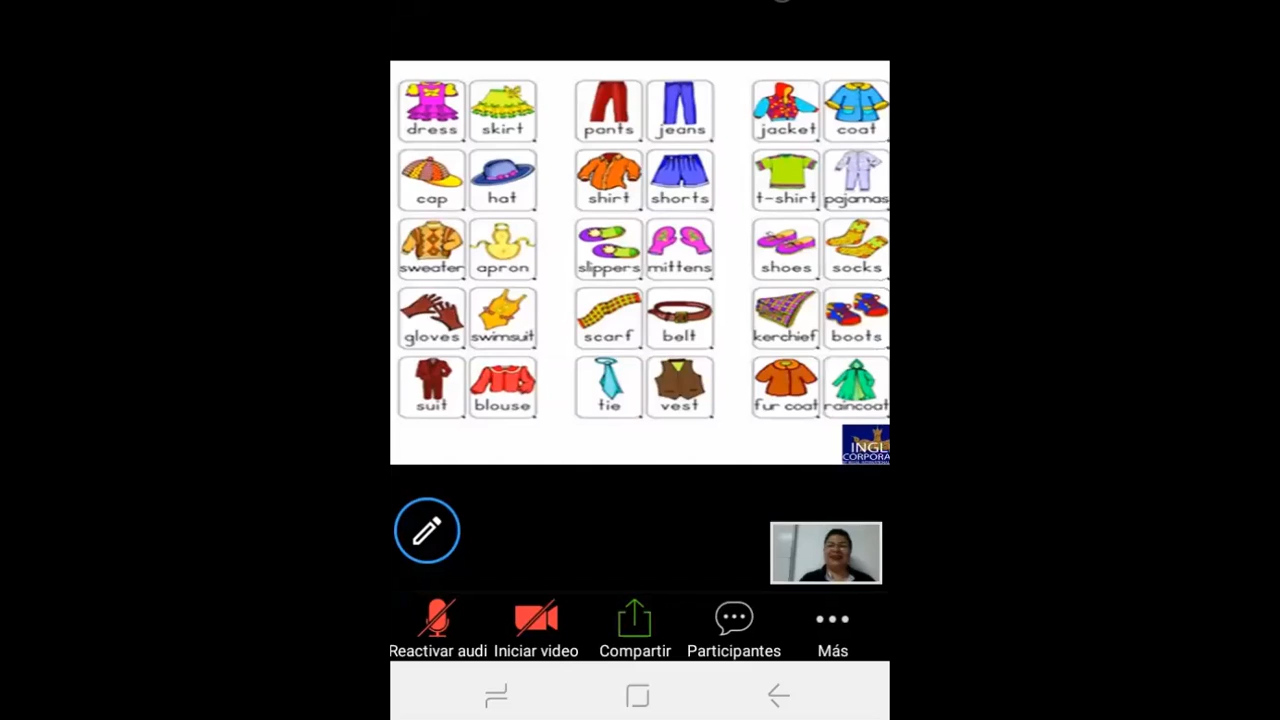 dress skirt pants jeans jacket coat
cap hat shirt shorts t-shirt pajamas
sweater apron slippers mittens shoes socks
gloves swimsuit scarf belt kerchief boots
suit blouse tie vest fur coat raincoat
INGL
CORPORA
Reactivar audi Iniciar video Compartir Participantes Más